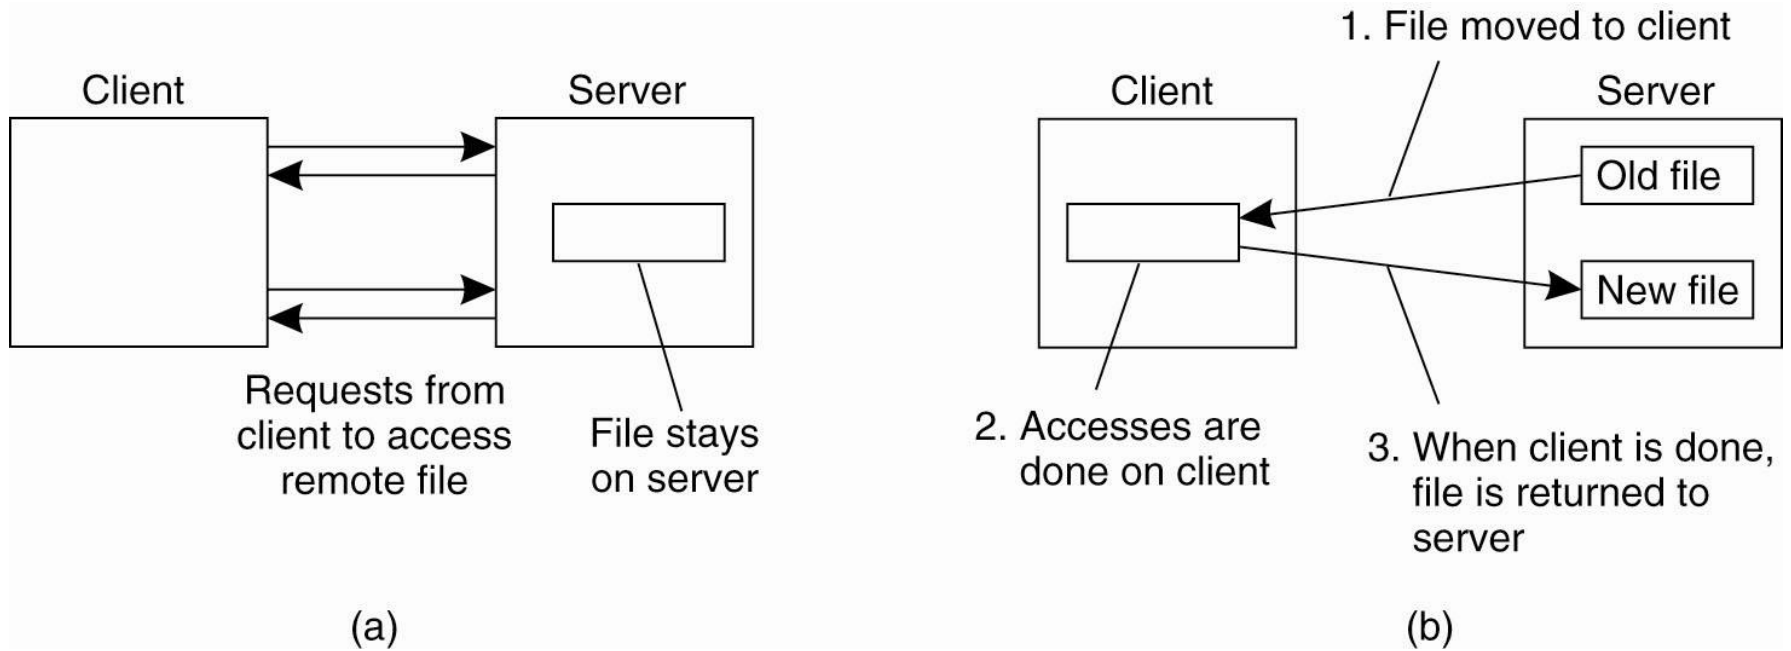 Client
Server
Requests from
client to access
remote file
File stays
on server
(a)
1. File moved to client
Client
Server
Old file
New file
2. Accesses are
done on client
3. When client is done,
file is returned to
server
(b)